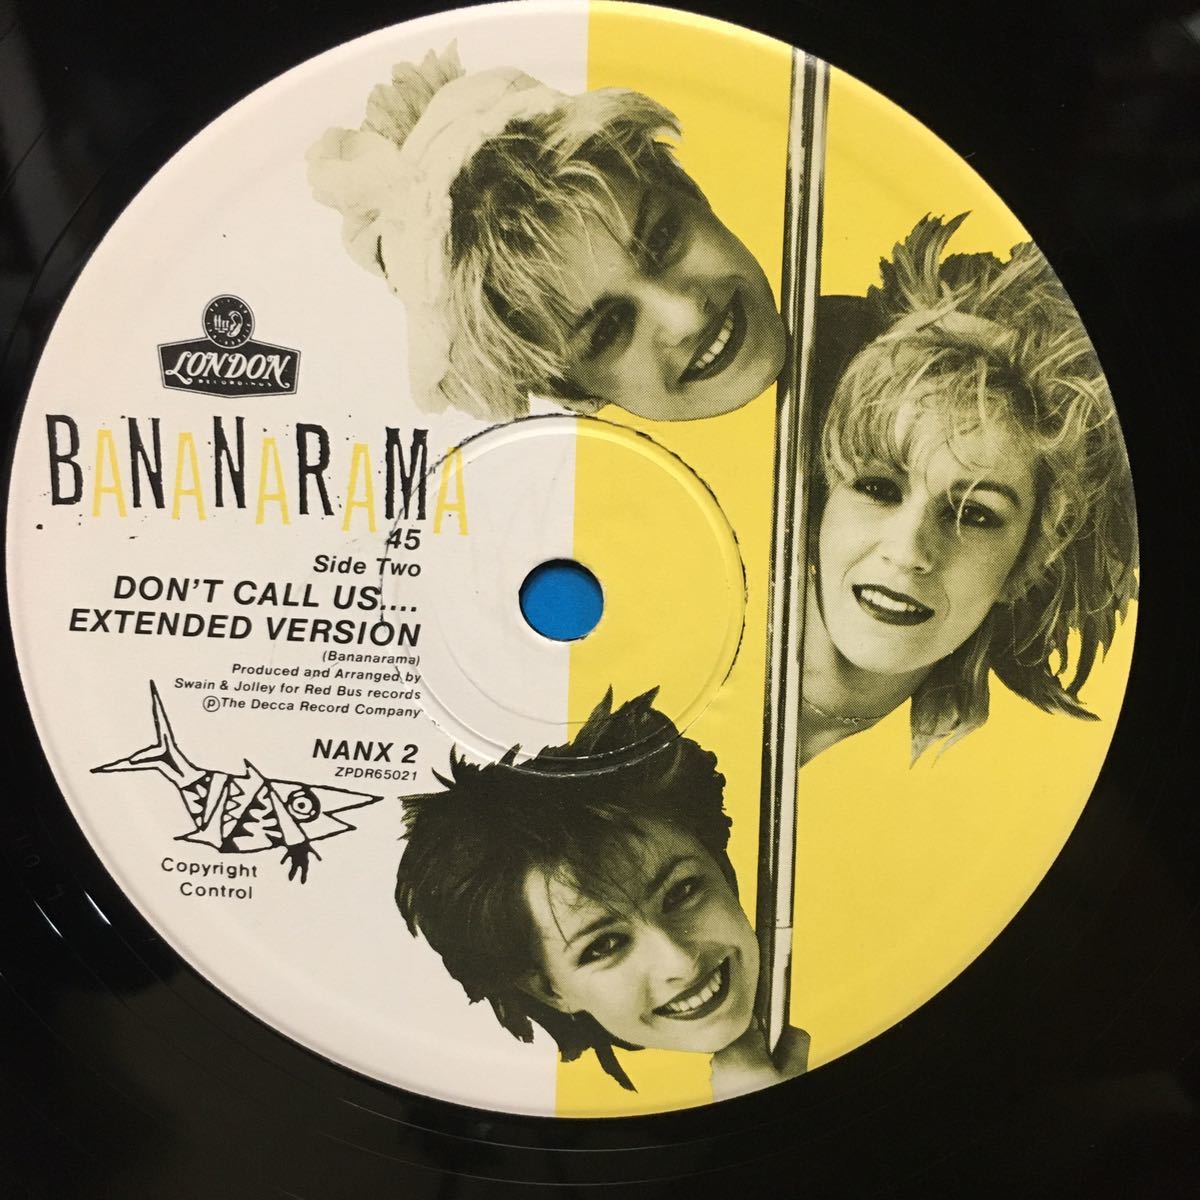 LONDON
RECORDINGS
BANANARAMA
45
Side Two
DON'T CALL US....
EXTENDED VERSION
(Bananarama)
Produced and Arranged by
Swain & Jolley for Red Bus records
Ⓟ The Decca Record Company
NANX 2
ZPDR65021
Copyright
Control